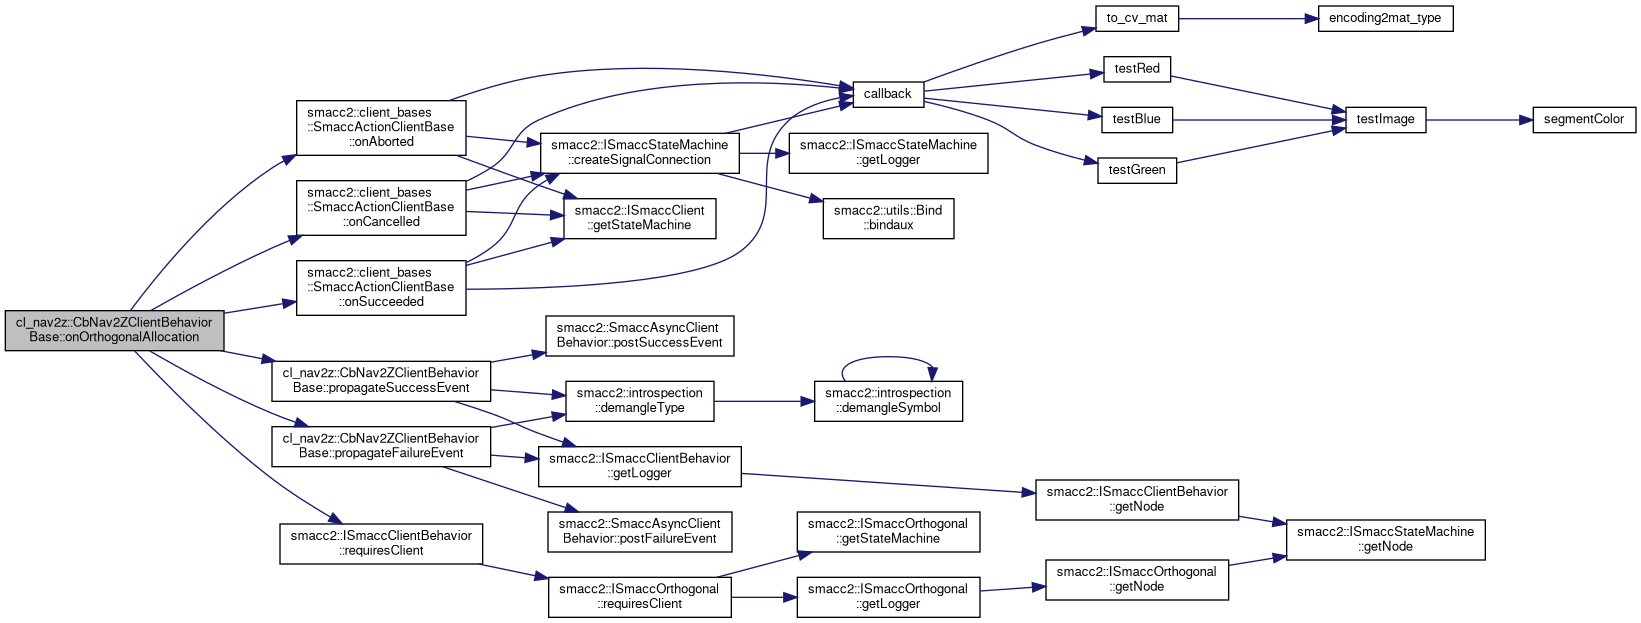 cl_nav2z::CbNav2ZClientBehavior
Base::onOrthogonalAllocation
smacc2::client_bases
::SmaccActionClientBase
::onAborted
smacc2::client_bases
::SmaccActionClientBase
::onCancelled
smacc2::client_bases
::SmaccActionClientBase
::onSucceeded
cl_nav2z::CbNav2ZClientBehavior
Base::propagateSuccessEvent
cl_nav2z::CbNav2ZClientBehavior
Base::propagateFailureEvent
smacc2::ISmaccClientBehavior
::requiresClient
smacc2::ISmaccStateMachine
::createSignalConnection
smacc2::ISmaccClient
::getStateMachine
smacc2::SmaccAsyncClient
Behavior::postSuccessEvent
smacc2::introspection
::demangleType
smacc2::ISmaccClientBehavior
::getLogger
smacc2::SmaccAsyncClient
Behavior::postFailureEvent
smacc2::ISmaccOrthogonal
::requiresClient
callback
smacc2::ISmaccStateMachine
::getLogger
smacc2::utils::Bind
::bindaux
smacc2::introspection
::demangleSymbol
smacc2::ISmaccOrthogonal
::getStateMachine
smacc2::ISmaccOrthogonal
::getLogger
to_cv_mat
testRed
testBlue
testGreen
smacc2::ISmaccClientBehavior
::getNode
smacc2::ISmaccOrthogonal
::getNode
encoding2mat_type
testImage
smacc2::ISmaccStateMachine
::getNode
segmentColor